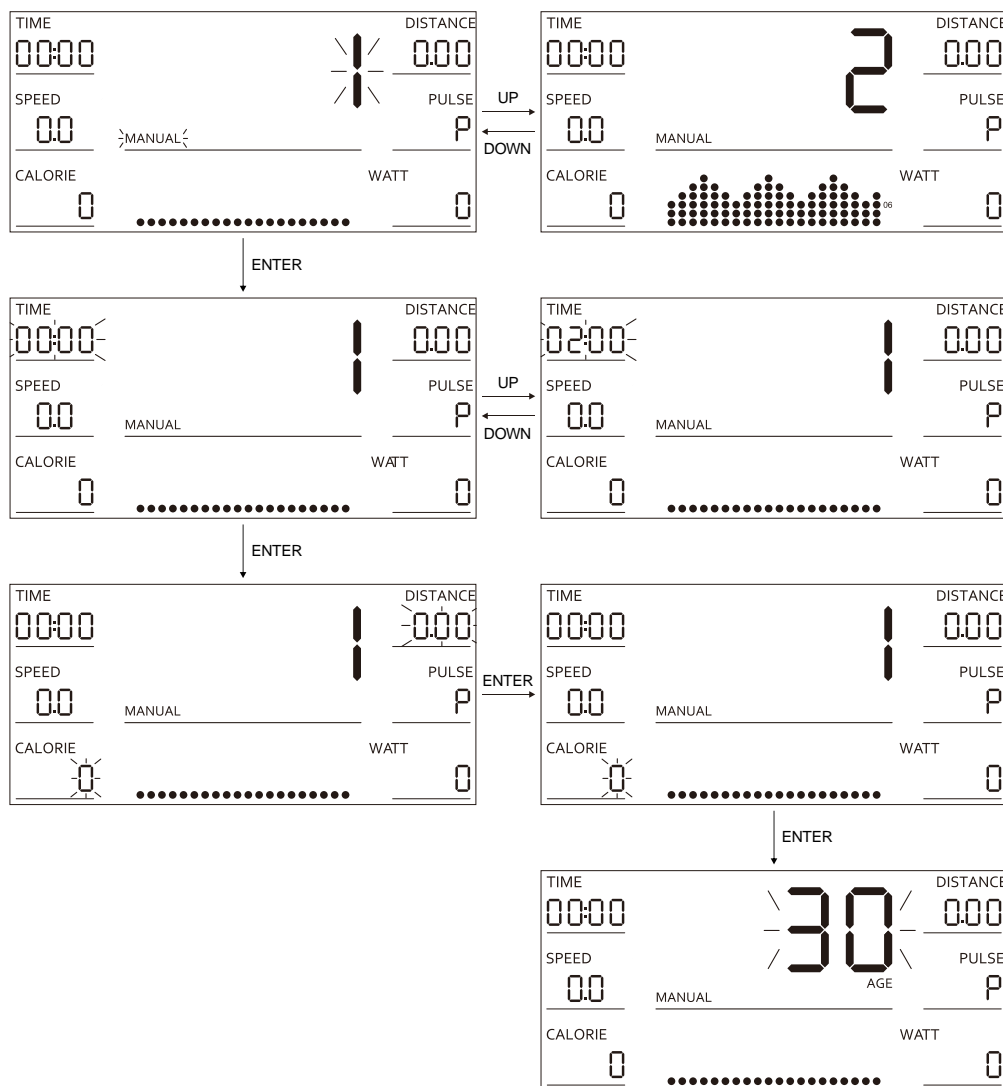 TIME DISTANCE
00:00 1 0.00
SPEED PULSE
0.0 MANUAL P
CALORIE WATT
0 0
UP
DOWN
TIME DISTANCE
00:00 2 0.00
SPEED PULSE
0.0 MANUAL P
CALORIE WATT
0 06 0
ENTER
TIME DISTANCE
00:00 1 0.00
SPEED PULSE
0.0 MANUAL P
CALORIE WATT
0 0
UP
DOWN
TIME DISTANCE
02:00 1 0.00
SPEED PULSE
0.0 MANUAL P
CALORIE WATT
0 0
ENTER
TIME DISTANCE
00:00 1 0.00
SPEED PULSE
0.0 MANUAL P
CALORIE WATT
0 0
ENTER
TIME DISTANCE
00:00 1 0.00
SPEED PULSE
0.0 MANUAL P
CALORIE WATT
0 0
ENTER
TIME DISTANCE
00:00 30 0.00
SPEED PULSE
AGE
0.0 MANUAL P
CALORIE WATT
0 0